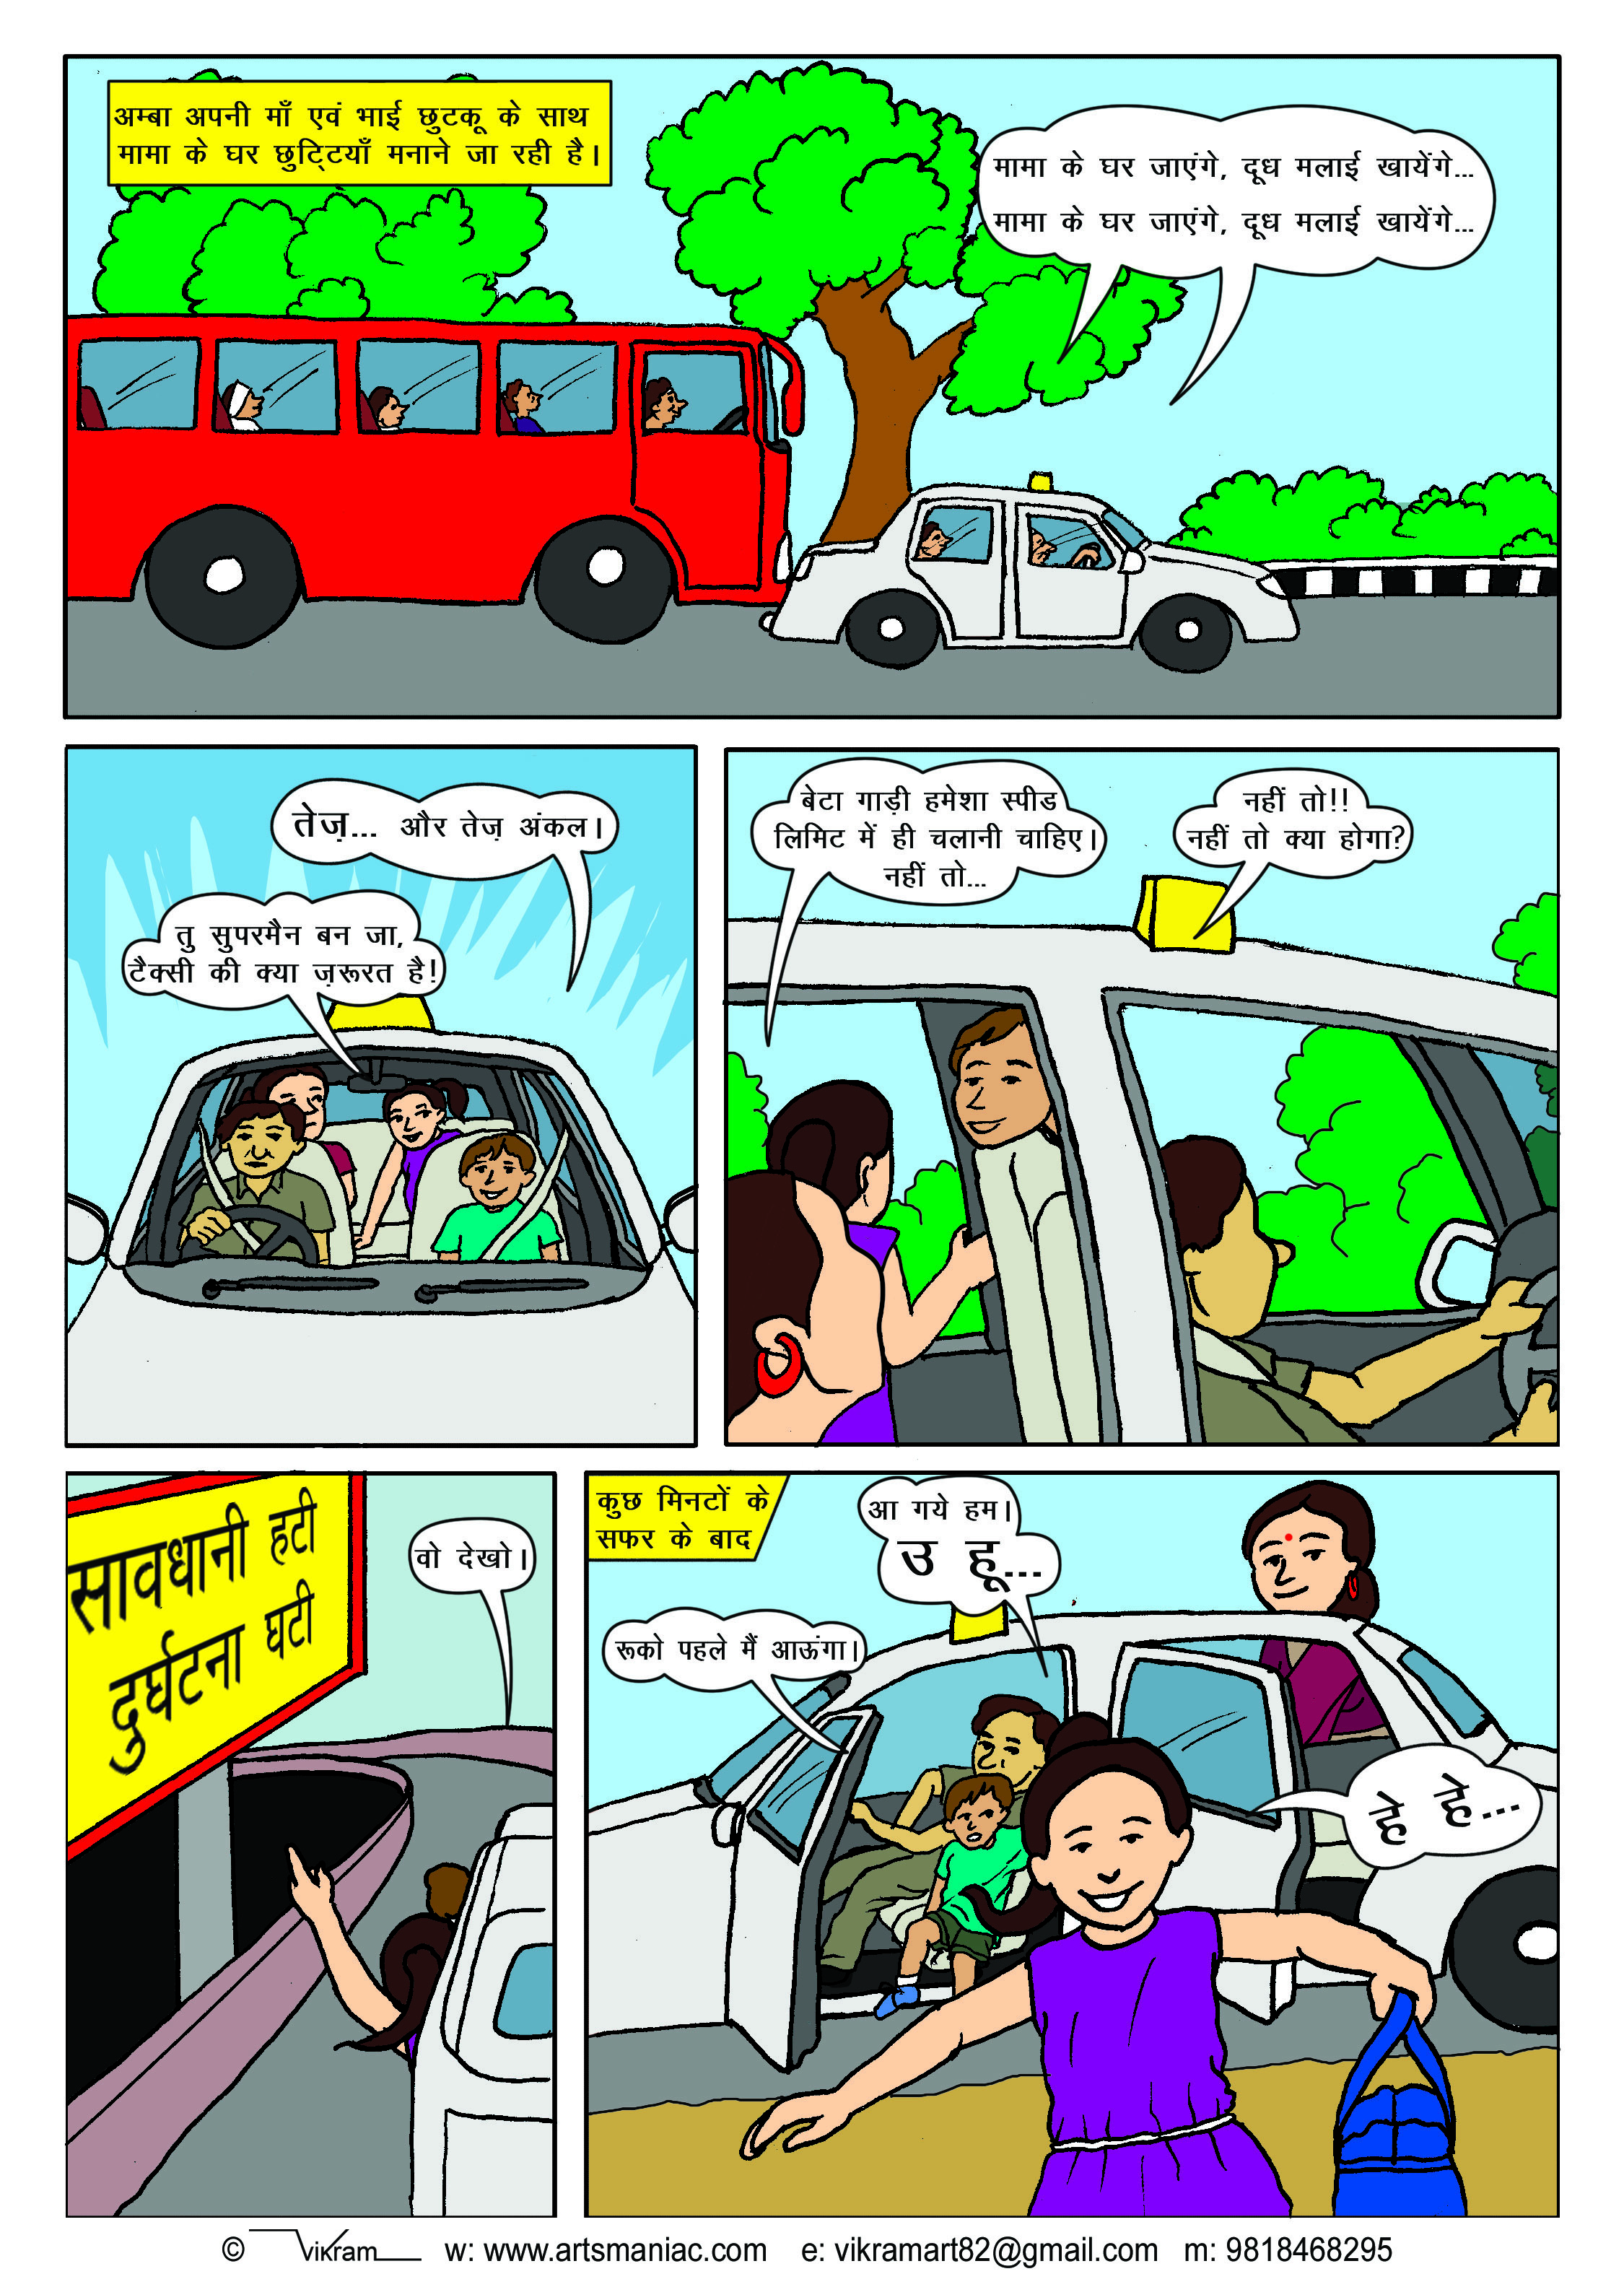 अम्बा अपनी माँ एवं भाई छुटकू के साथ
मामा के घर छुट्टियाँ मनाने जा रही है।
मामा के घर जाएंगे, दूध मलाई खायेंगे...
मामा के घर जाएंगे, दूध मलाई खायेंगे...
तेज़... और तेज़ अंकल।
तु सुपरमैन बन जा,
टैक्सी की क्या ज़रूरत है!
बेटा गाड़ी हमेशा स्पीड
लिमिट में ही चलानी चाहिए।
नहीं तो...
नहीं तो!!
नहीं तो क्या होगा?
सावधानी हटी
दुर्घटना घटी
वो देखो।
कुछ मिनटों के
सफर के बाद
आ गये हम।
उ हू...
रूको पहले मैं आऊंगा।
हे हे...
© Vikram w: www.artsmaniac.com e: vikramart82@gmail.com m: 9818468295